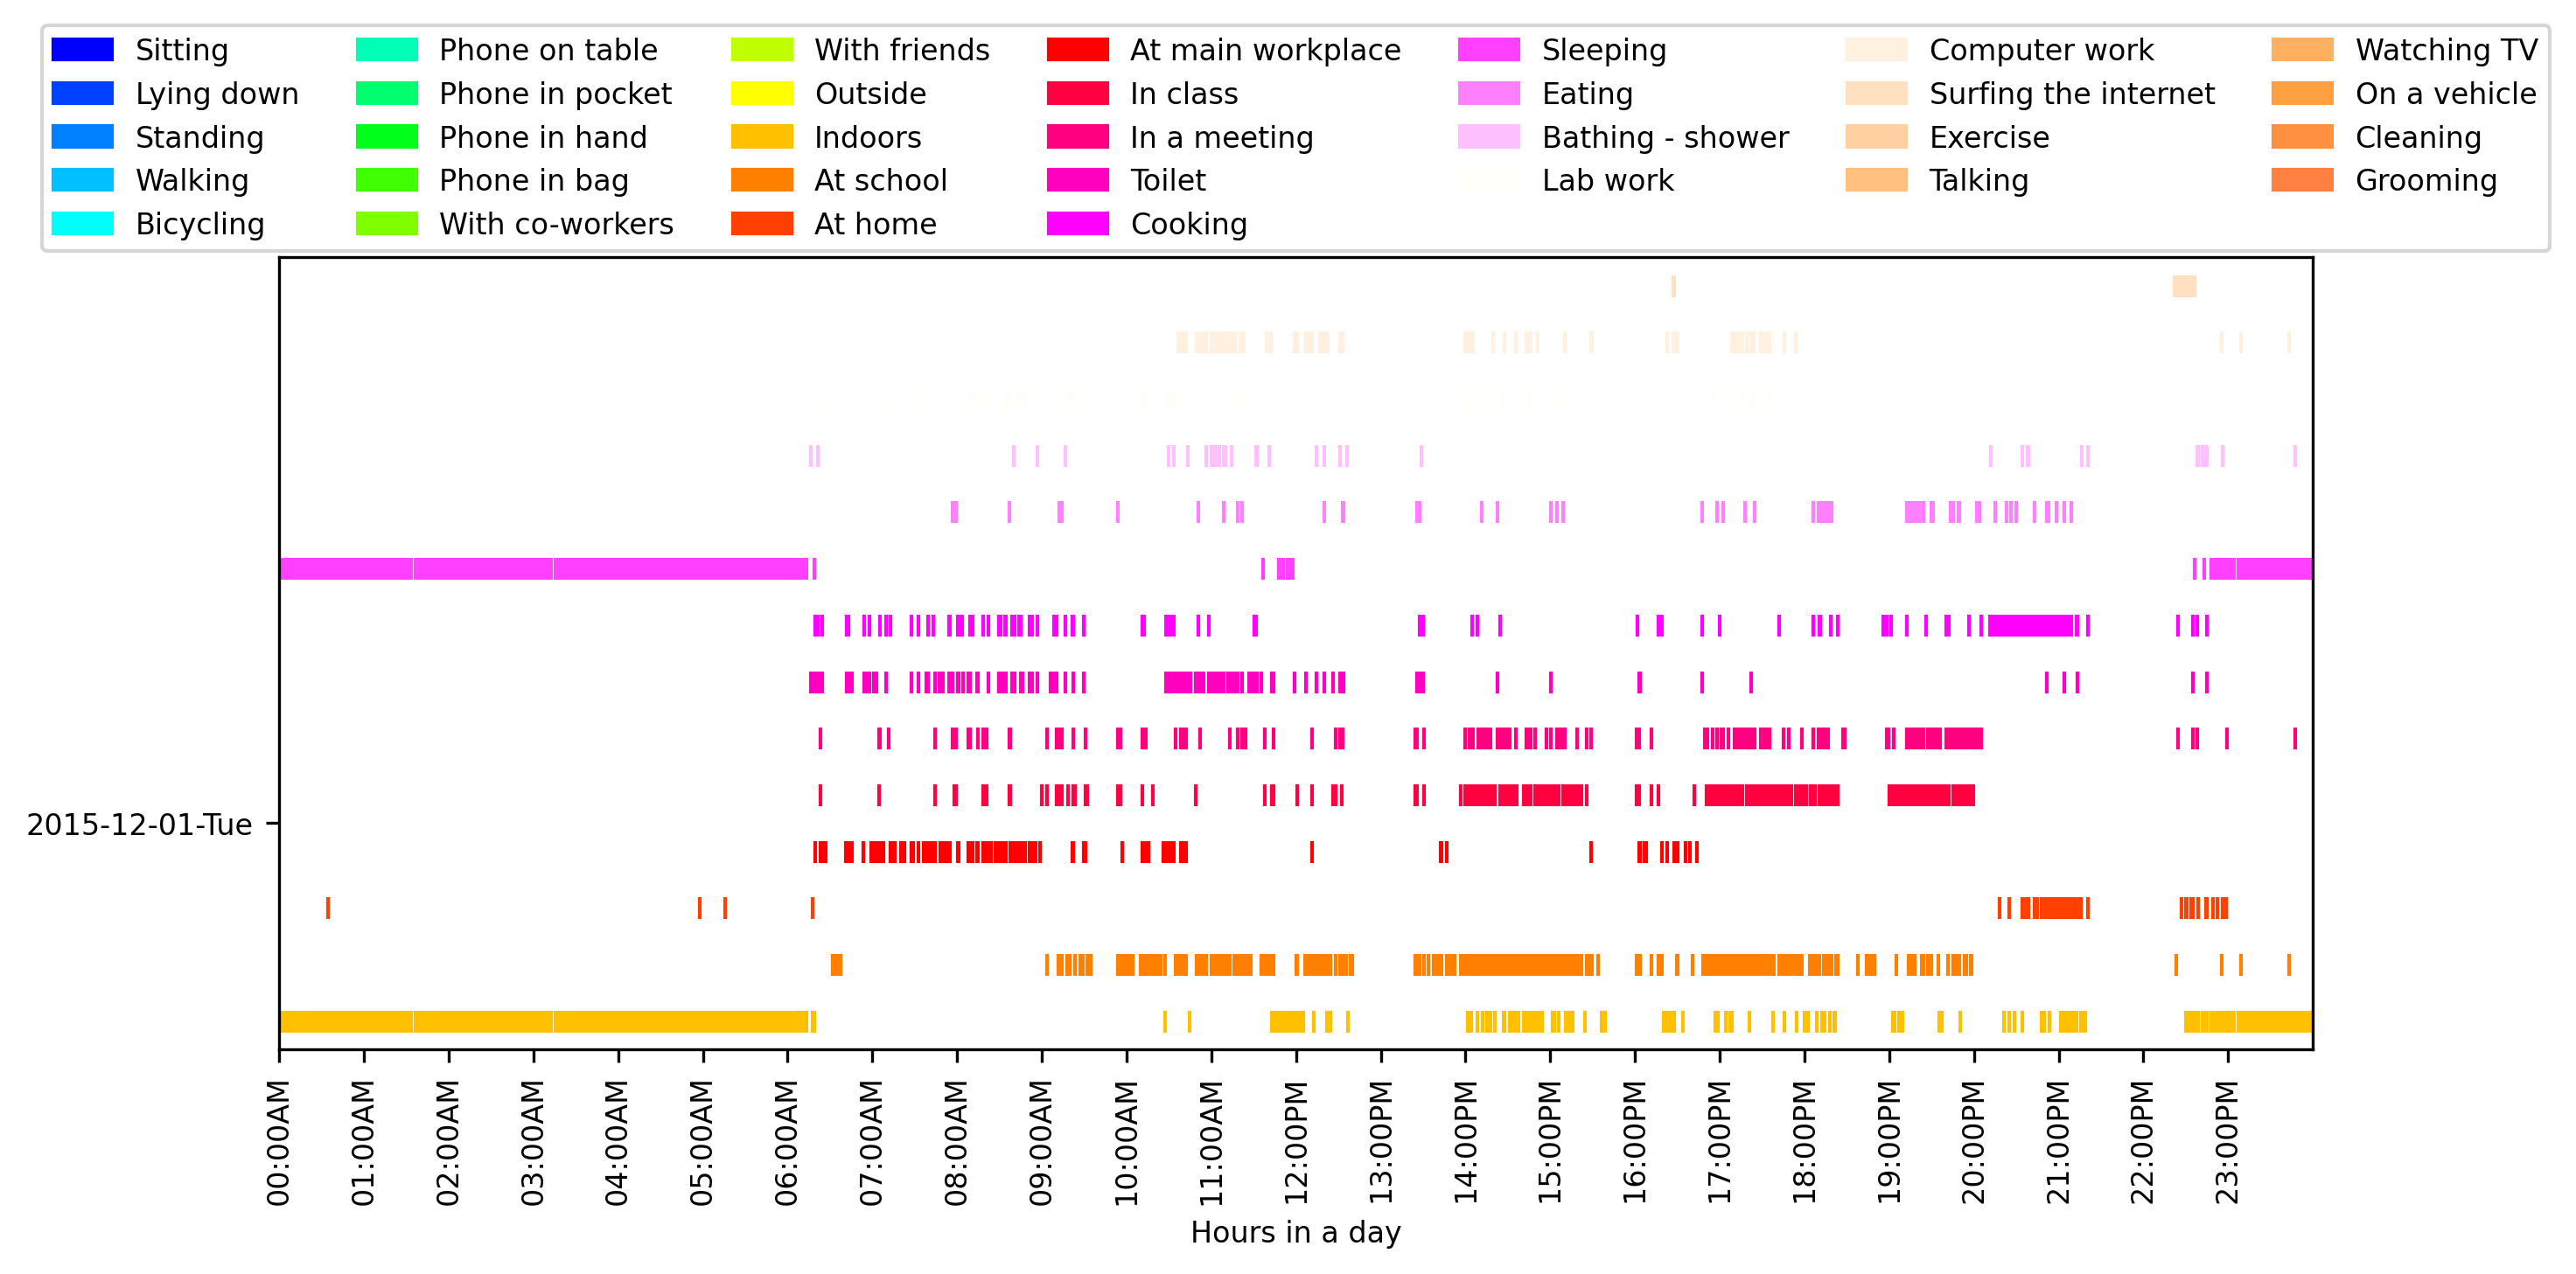 Sitting
Lying down
Standing
Walking
Bicycling
Phone on table
Phone in pocket
Phone in hand
Phone in bag
With co-workers
With friends
Outside
Indoors
At school
At home
At main workplace
In class
In a meeting
Toilet
Cooking
Sleeping
Eating
Bathing - shower
Lab work
Computer work
Surfing the internet
Exercise
Talking
Watching TV
On a vehicle
Cleaning
Grooming
2015-12-01-Tue
00:00AM
01:00AM
02:00AM
03:00AM
04:00AM
05:00AM
06:00AM
07:00AM
08:00AM
09:00AM
10:00AM
11:00AM
12:00PM
13:00PM
14:00PM
15:00PM
16:00PM
17:00PM
18:00PM
19:00PM
20:00PM
21:00PM
22:00PM
23:00PM
Hours in a day